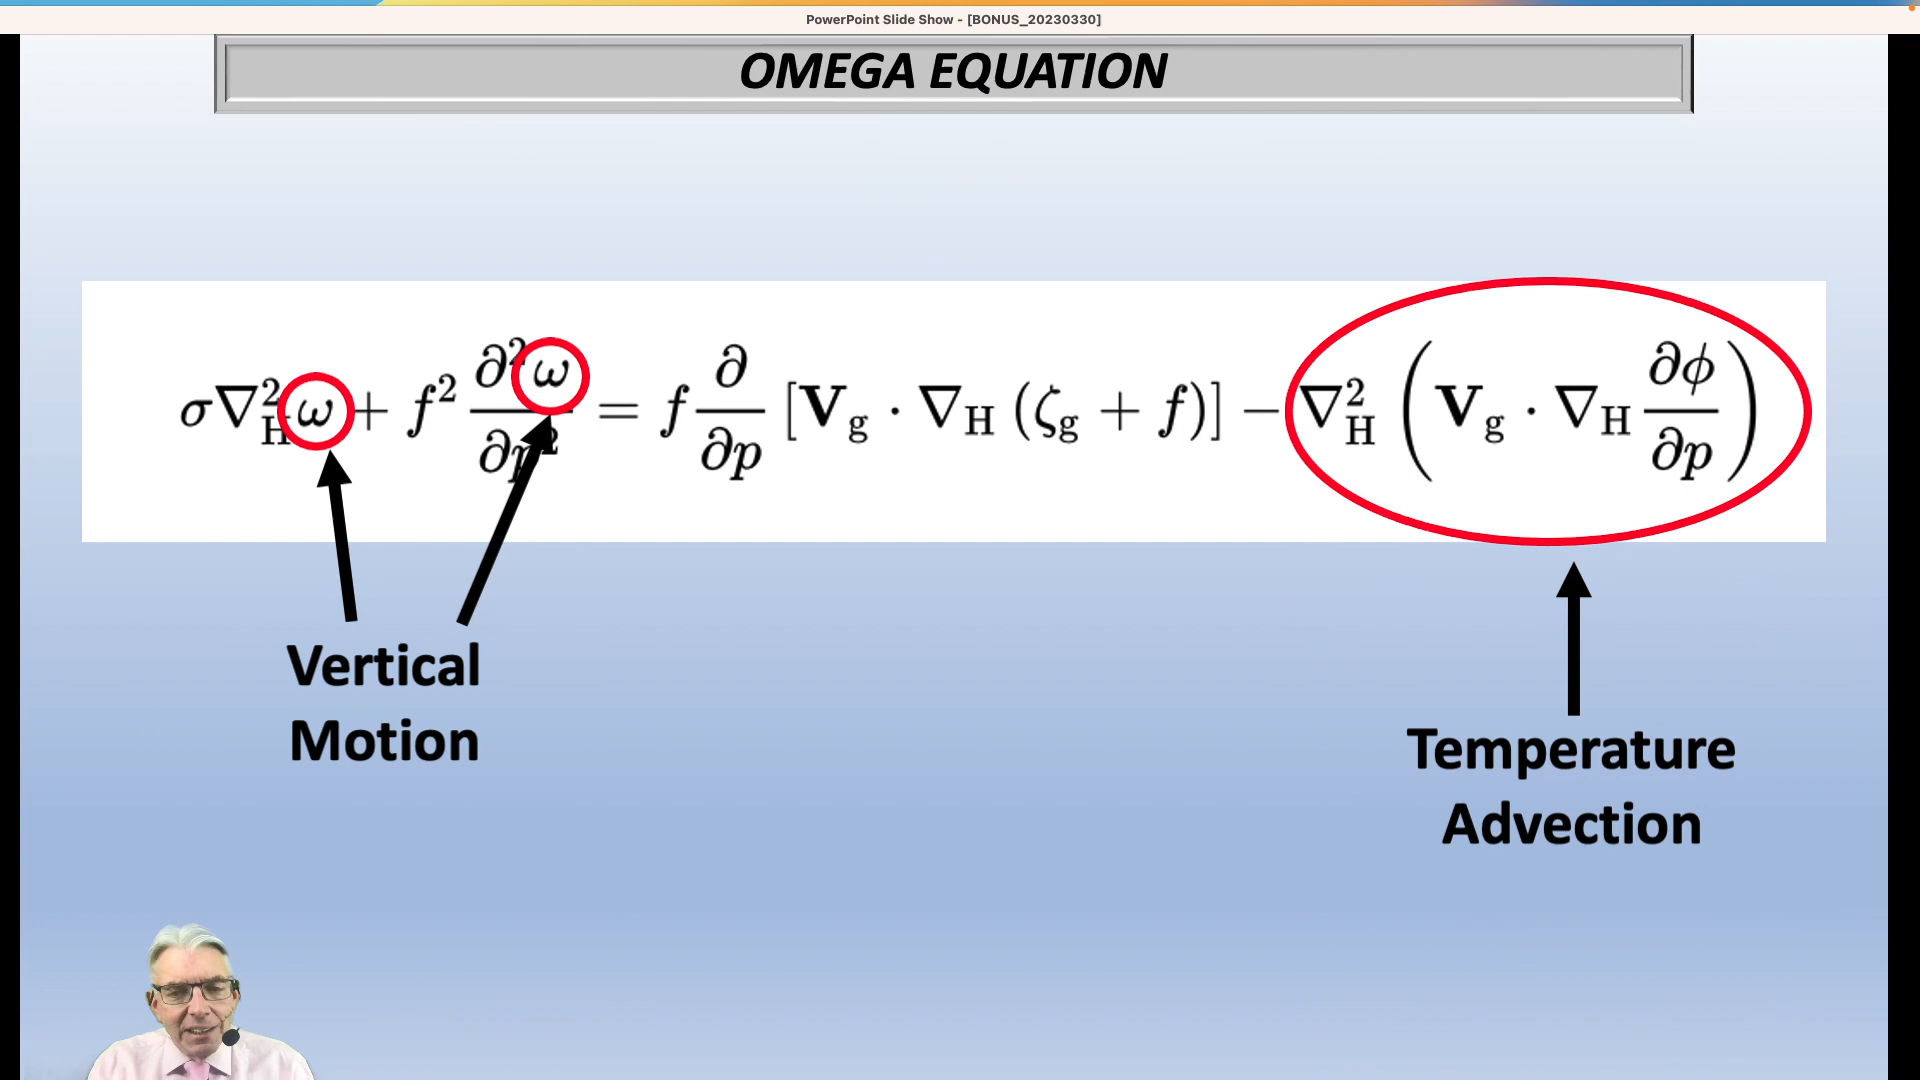 PowerPoint Slide Show - [BONUS_20230330]
OMEGA EQUATION
σ∇²_H ω + f² ∂²ω/∂p² = f ∂/∂p [V_g · ∇_H (ζ_g + f)] − ∇²_H (V_g · ∇_H ∂ϕ/∂p)
Vertical
Motion
Temperature
Advection